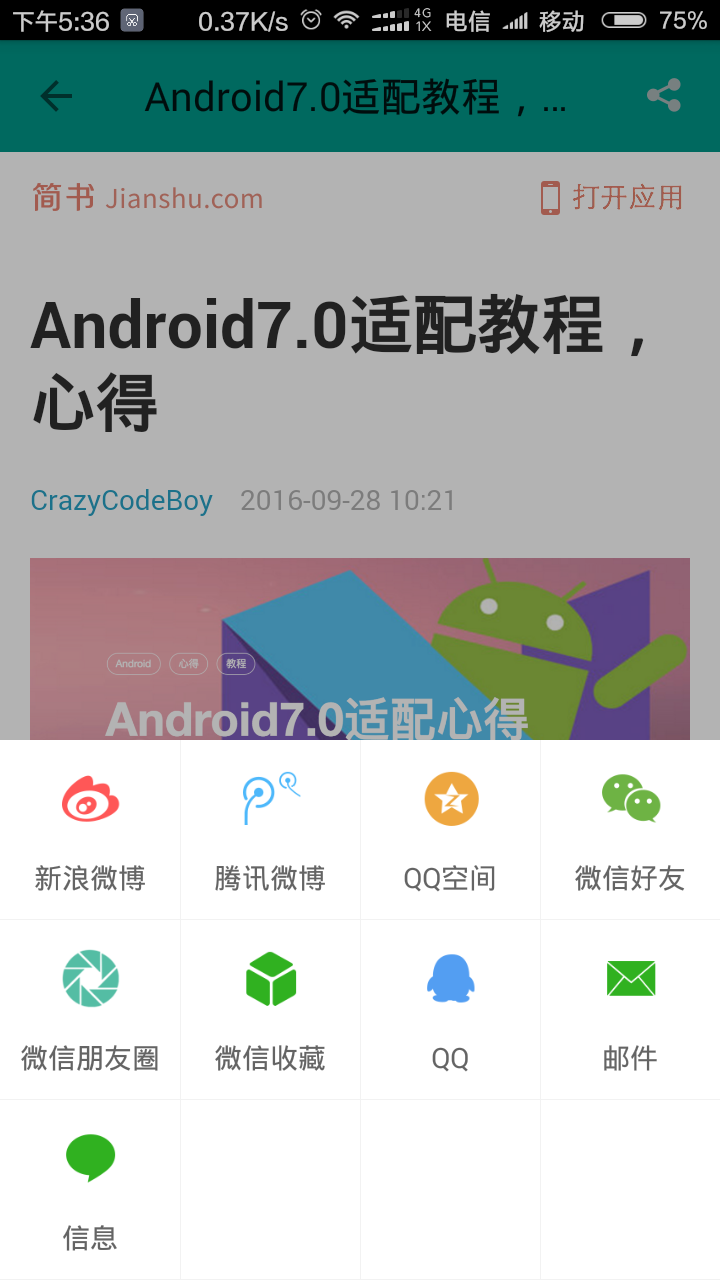 下午5:36 0.37K/s 4G 1X 电信 移动 75%
Android7.0适配教程，...
简书 Jianshu.com 打开应用
Android7.0适配教程，
心得
CrazyCodeBoy 2016-09-28 10:21
Android 心得 教程
Android7.0适配心得
新浪微博 腾讯微博 QQ空间 微信好友
微信朋友圈 微信收藏 QQ 邮件
信息